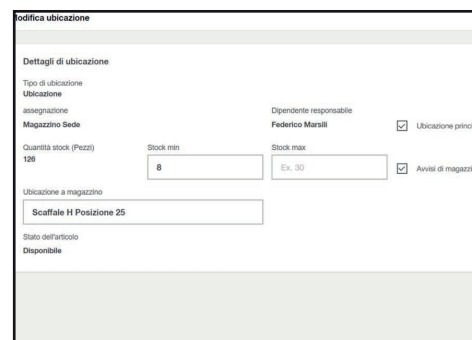 Modifica ubicazione
Dettagli di ubicazione
Tipo di ubicazione
Ubicazione
assegnazione
Magazzino Sede
Dipendente responsabile
Federico Marsili
Ubicazione princi
Quantità stock (Pezzi)
126
Stock min
8
Stock max
Ex. 30
Avvisi di magazzi
Ubicazione a magazzino
Scaffale H Posizione 25
Stato dell'articolo
Disponibile